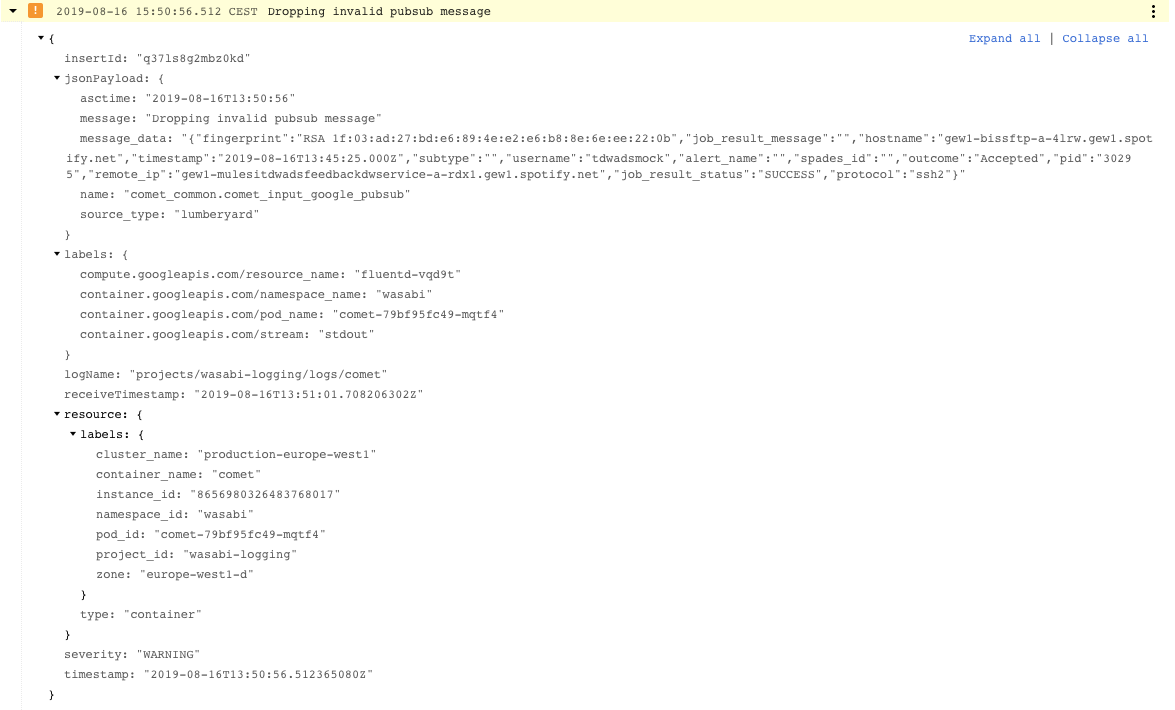 ! 2019-08-16 15:50:56.512 CEST Dropping invalid pubsub message
{ Expand all | Collapse all
insertId: "q37ls8g2mbz0kd"
jsonPayload: {
asctime: "2019-08-16T13:50:56"
message: "Dropping invalid pubsub message"
message_data: "{"fingerprint":"RSA 1f:03:ad:27:bd:e6:89:4e:e2:e6:b8:8e:6e:ee:22:0b","job_result_message":"","hostname":"gew1-bissftp-a-4lrw.gew1.spot
ify.net","timestamp":"2019-08-16T13:45:25.000Z","subtype":"","username":"tdwadsmock","alert_name":"","spades_id":"","outcome":"Accepted","pid":"3029
5","remote_ip":"gew1-mulesitdwadsfeedbackdwservice-a-rdx1.gew1.spotify.net","job_result_status":"SUCCESS","protocol":"ssh2"}"
name: "comet_common.comet_input_google_pubsub"
source_type: "lumberyard"
}
labels: {
compute.googleapis.com/resource_name: "fluentd-vqd9t"
container.googleapis.com/namespace_name: "wasabi"
container.googleapis.com/pod_name: "comet-79bf95fc49-mqtf4"
container.googleapis.com/stream: "stdout"
}
logName: "projects/wasabi-logging/logs/comet"
receiveTimestamp: "2019-08-16T13:51:01.708206302Z"
resource: {
labels: {
cluster_name: "production-europe-west1"
container_name: "comet"
instance_id: "8656980326483768017"
namespace_id: "wasabi"
pod_id: "comet-79bf95fc49-mqtf4"
project_id: "wasabi-logging"
zone: "europe-west1-d"
}
type: "container"
}
severity: "WARNING"
timestamp: "2019-08-16T13:50:56.512365080Z"
}